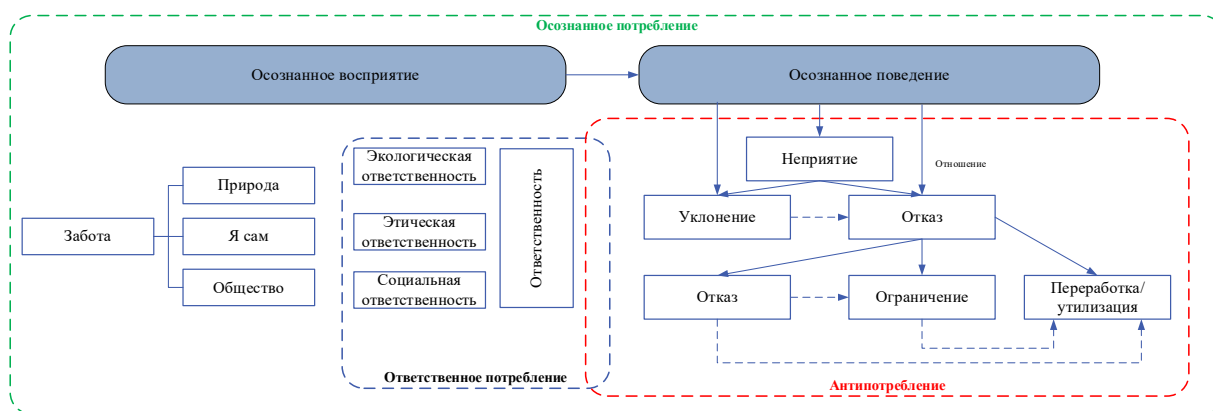 Осознанное потребление
Осознанное восприятие
Осознанное поведение
Забота
Природа
Я сам
Общество
Экологическая
ответственность
Этическая
ответственность
Социальная
ответственность
Ответственность
Ответственное потребление
Неприятие
Отношение
Уклонение
Отказ
Отказ
Ограничение
Переработка/
утилизация
Антипотребление